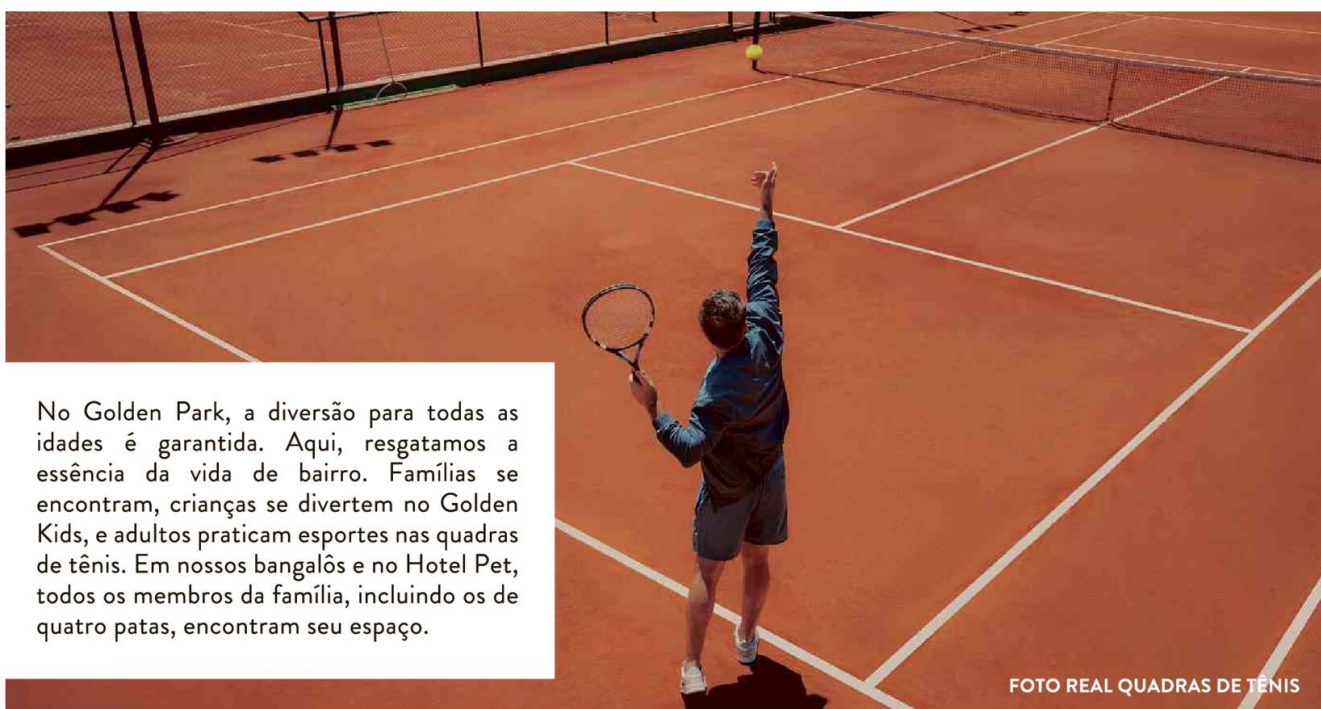 No Golden Park, a diversão para todas as
idades é garantida. Aqui, resgatamos a
essência da vida de bairro. Famílias se
encontram, crianças se divertem no Golden
Kids, e adultos praticam esportes nas quadras
de tênis. Em nossos bangalôs e no Hotel Pet,
todos os membros da família, incluindo os de
quatro patas, encontram seu espaço.
FOTO REAL QUADRAS DE TÊNIS